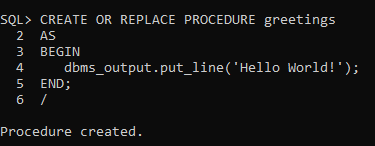 SQL> CREATE OR REPLACE PROCEDURE greetings
2 AS
3 BEGIN
4 dbms_output.put_line('Hello World!');
5 END;
6 /
Procedure created.